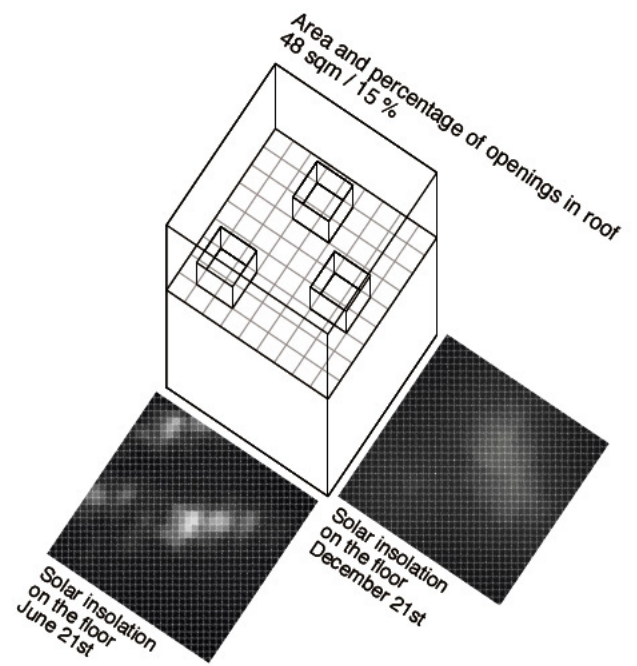 Area and percentage of openings in roof
48 sqm / 15 %
Solar insolation
on the floor
June 21st
Solar insolation
on the floor
December 21st